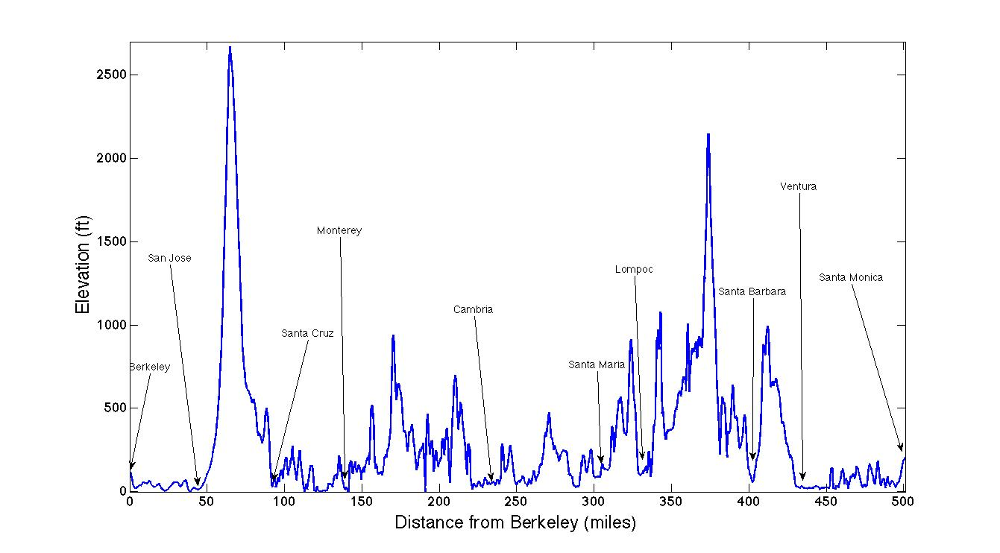 2500
2000
1500
1000
500
0
Elevation (ft)
Berkeley
San Jose
Santa Cruz
Monterey
Cambria
Santa Maria
Lompoc
Santa Barbara
Ventura
Santa Monica
0 50 100 150 200 250 300 350 400 450 500
Distance from Berkeley (miles)